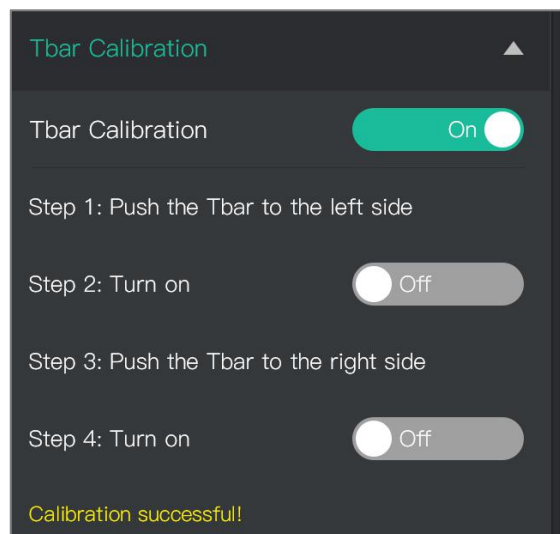 Tbar Calibration
Tbar Calibration On
Step 1: Push the Tbar to the left side
Step 2: Turn on Off
Step 3: Push the Tbar to the right side
Step 4: Turn on Off
Calibration successful!